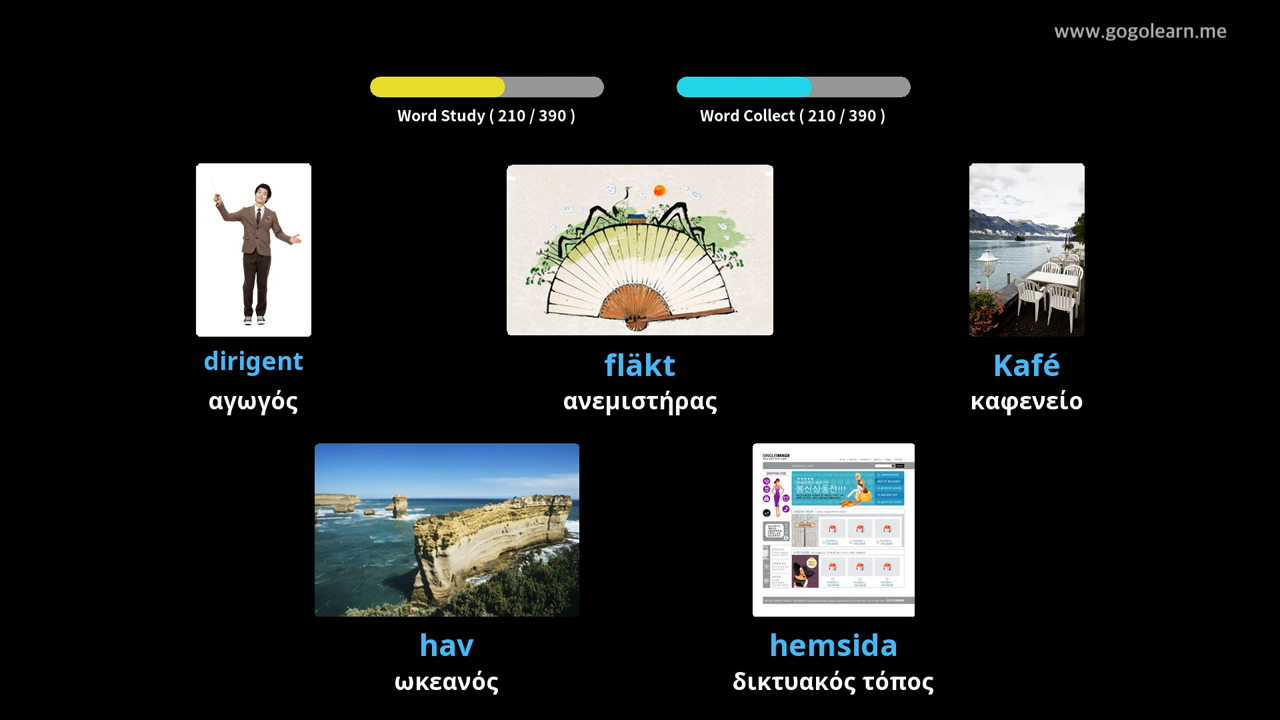 www.gogolearn.me
Word Study ( 210 / 390 )
Word Collect ( 210 / 390 )
dirigent
αγωγός
fläkt
ανεμιστήρας
Kafé
καφενείο
hav
ωκεανός
hemsida
δικτυακός τόπος